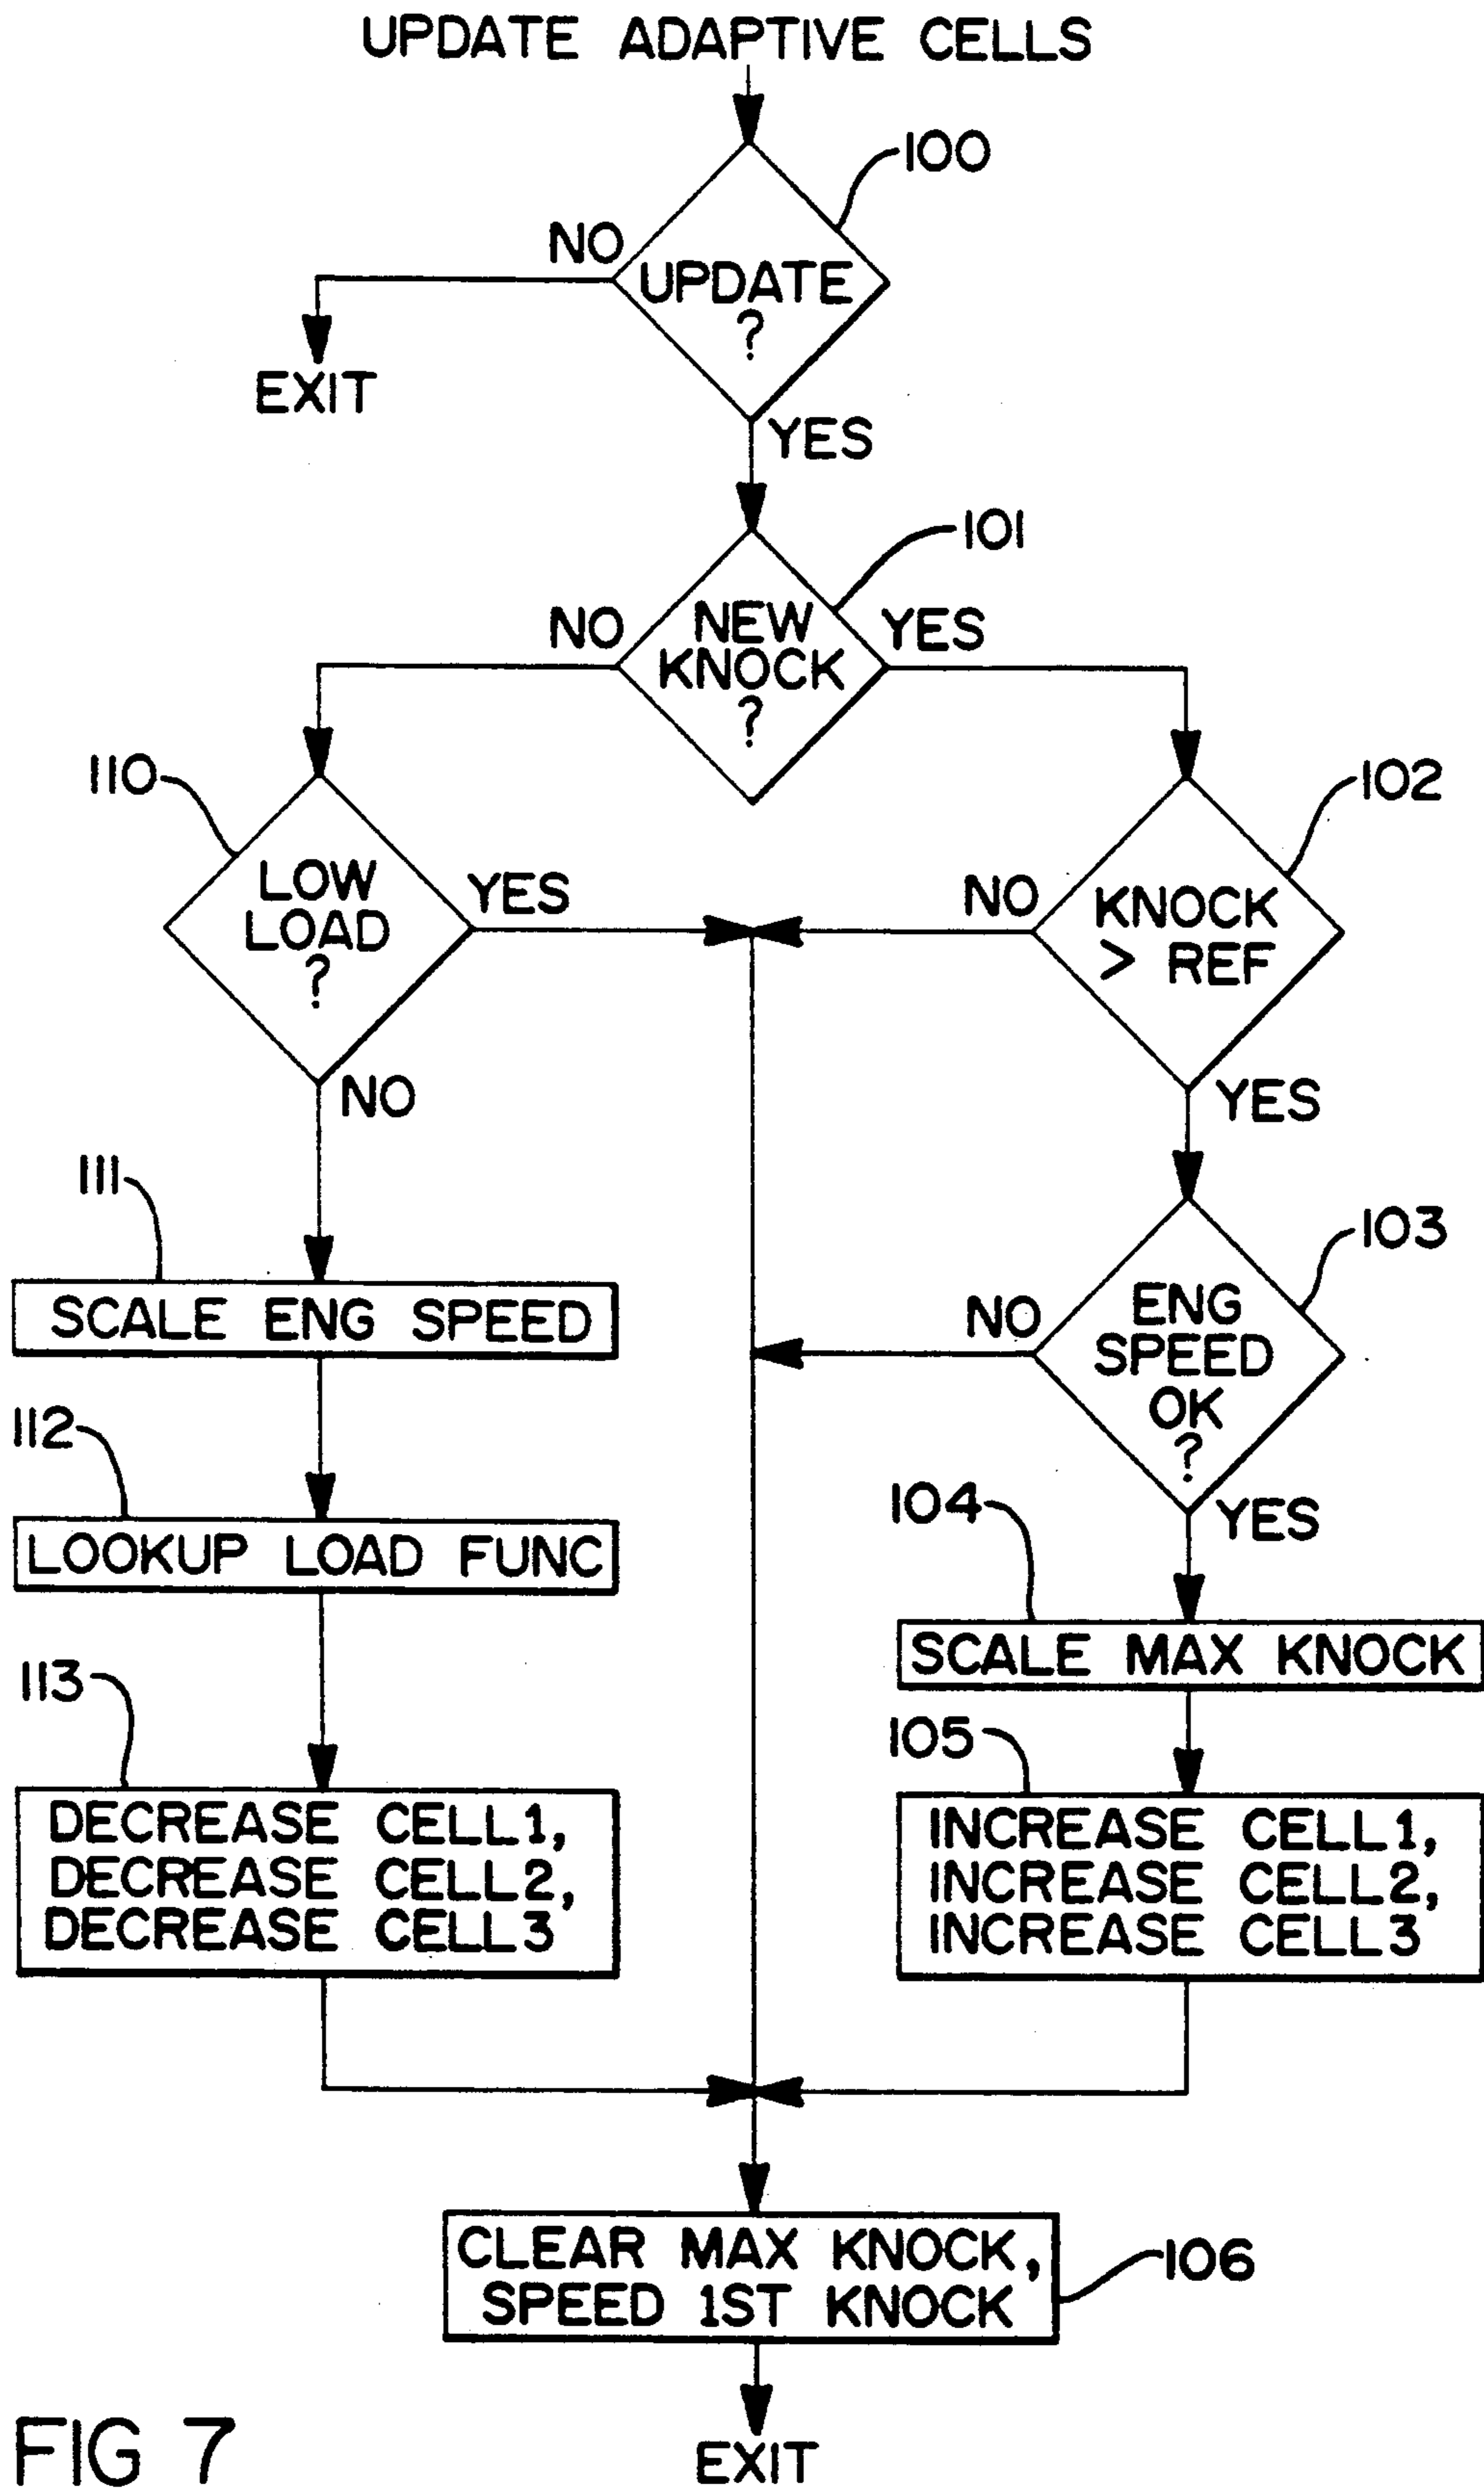 UPDATE ADAPTIVE CELLS
100
NO
UPDATE
?
EXIT
YES
101
NO
NEW
KNOCK
?
YES
110
LOW
LOAD
?
YES
NO
102
NO
KNOCK
> REF
YES
111
SCALE ENG SPEED
103
NO
ENG
SPEED
OK
?
YES
112
LOOKUP LOAD FUNC
104
SCALE MAX KNOCK
113
DECREASE CELL1,
DECREASE CELL2,
DECREASE CELL3
105
INCREASE CELL1,
INCREASE CELL2,
INCREASE CELL3
CLEAR MAX KNOCK,
SPEED 1ST KNOCK
106
EXIT
FIG 7